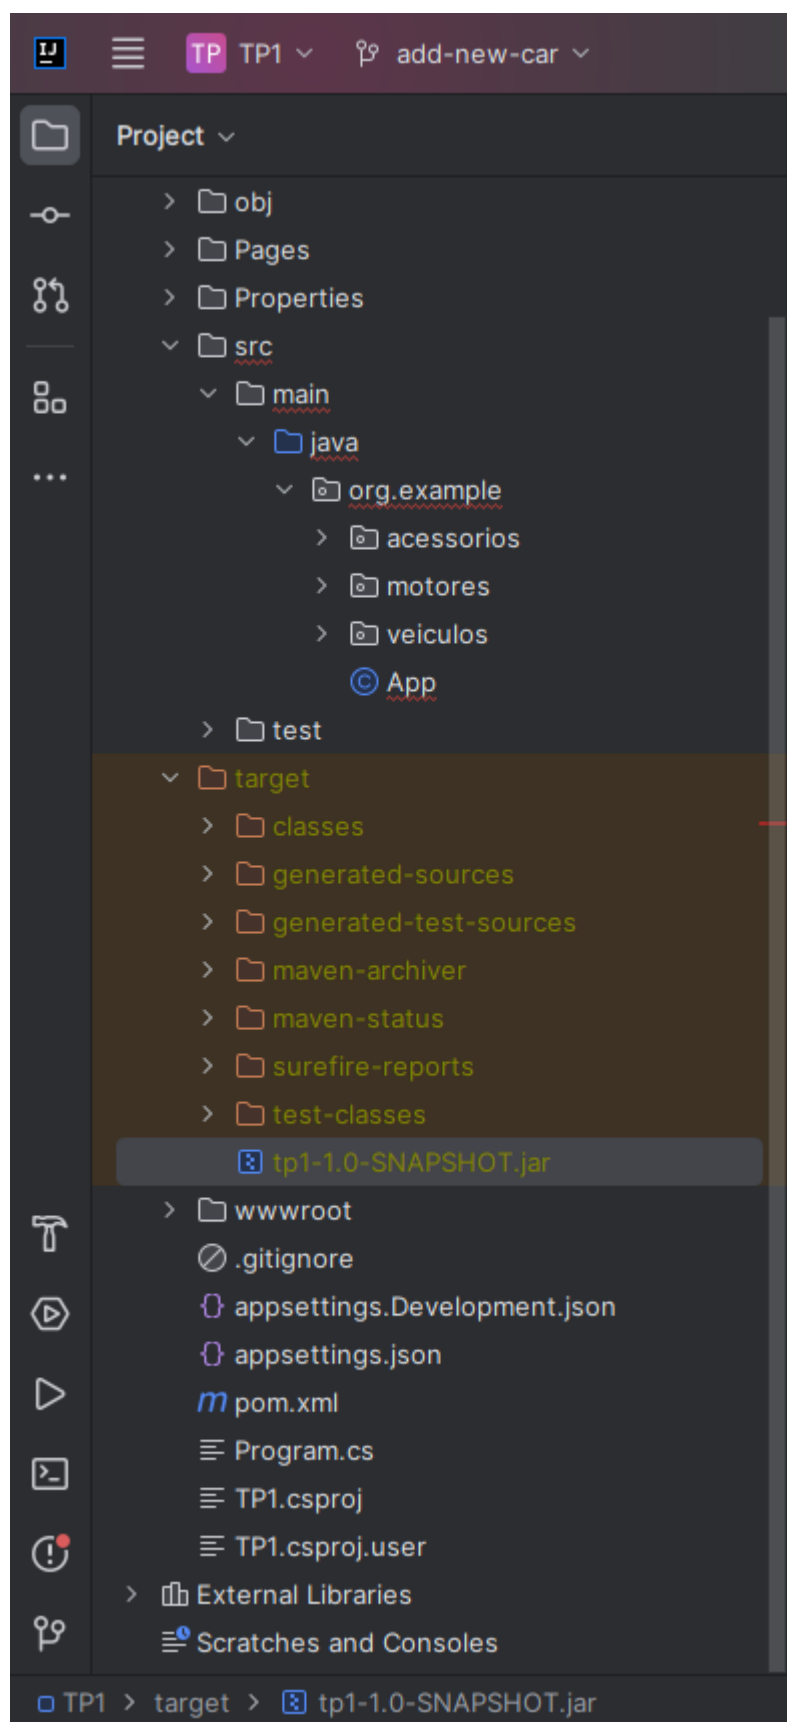 IJ TP TP1 add-new-car
Project
obj
Pages
Properties
src
main
java
org.example
acessorios
motores
veiculos
App
test
target
classes
generated-sources
generated-test-sources
maven-archiver
maven-status
surefire-reports
test-classes
tp1-1.0-SNAPSHOT.jar
wwwroot
.gitignore
appsettings.Development.json
appsettings.json
m pom.xml
Program.cs
TP1.csproj
TP1.csproj.user
External Libraries
Scratches and Consoles
TP1 > target > tp1-1.0-SNAPSHOT.jar